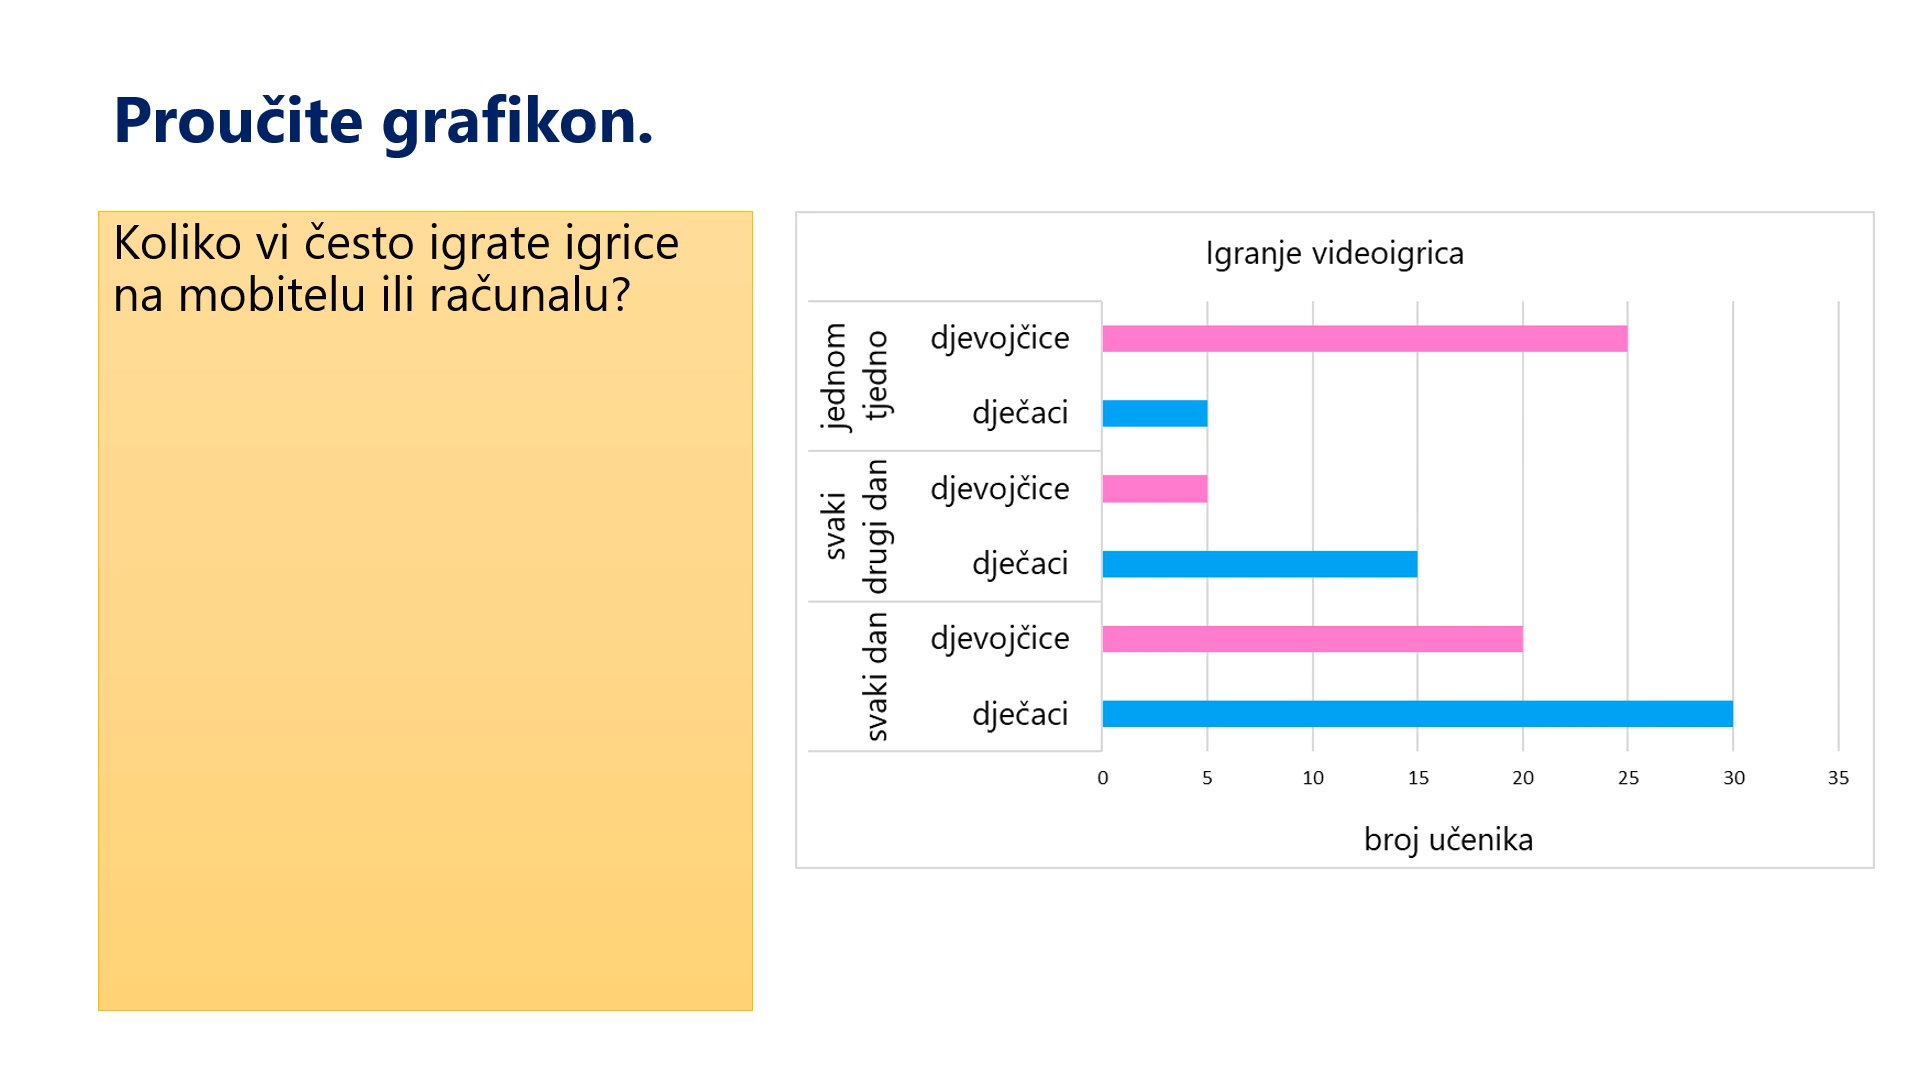 Proučite grafikon.
Koliko vi često igrate igrice
na mobitelu ili računalu?
Igranje videoigrica
jednom
tjedno
djevojčice
dječaci
svaki
drugi dan
djevojčice
dječaci
svaki dan
djevojčice
dječaci
0 5 10 15 20 25 30 35
broj učenika